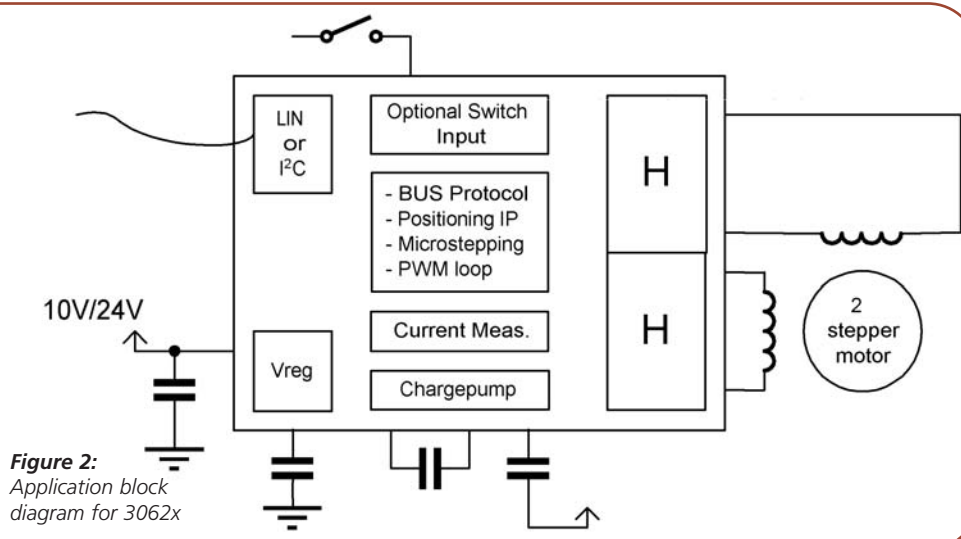 LIN
or
I²C
Optional Switch
Input
H
- BUS Protocol
- Positioning IP
- Microstepping
- PWM loop
10V/24V
Current Meas.
H
2
stepper
motor
Vreg
Chargepump
Figure 2:
Application block
diagram for 3062x